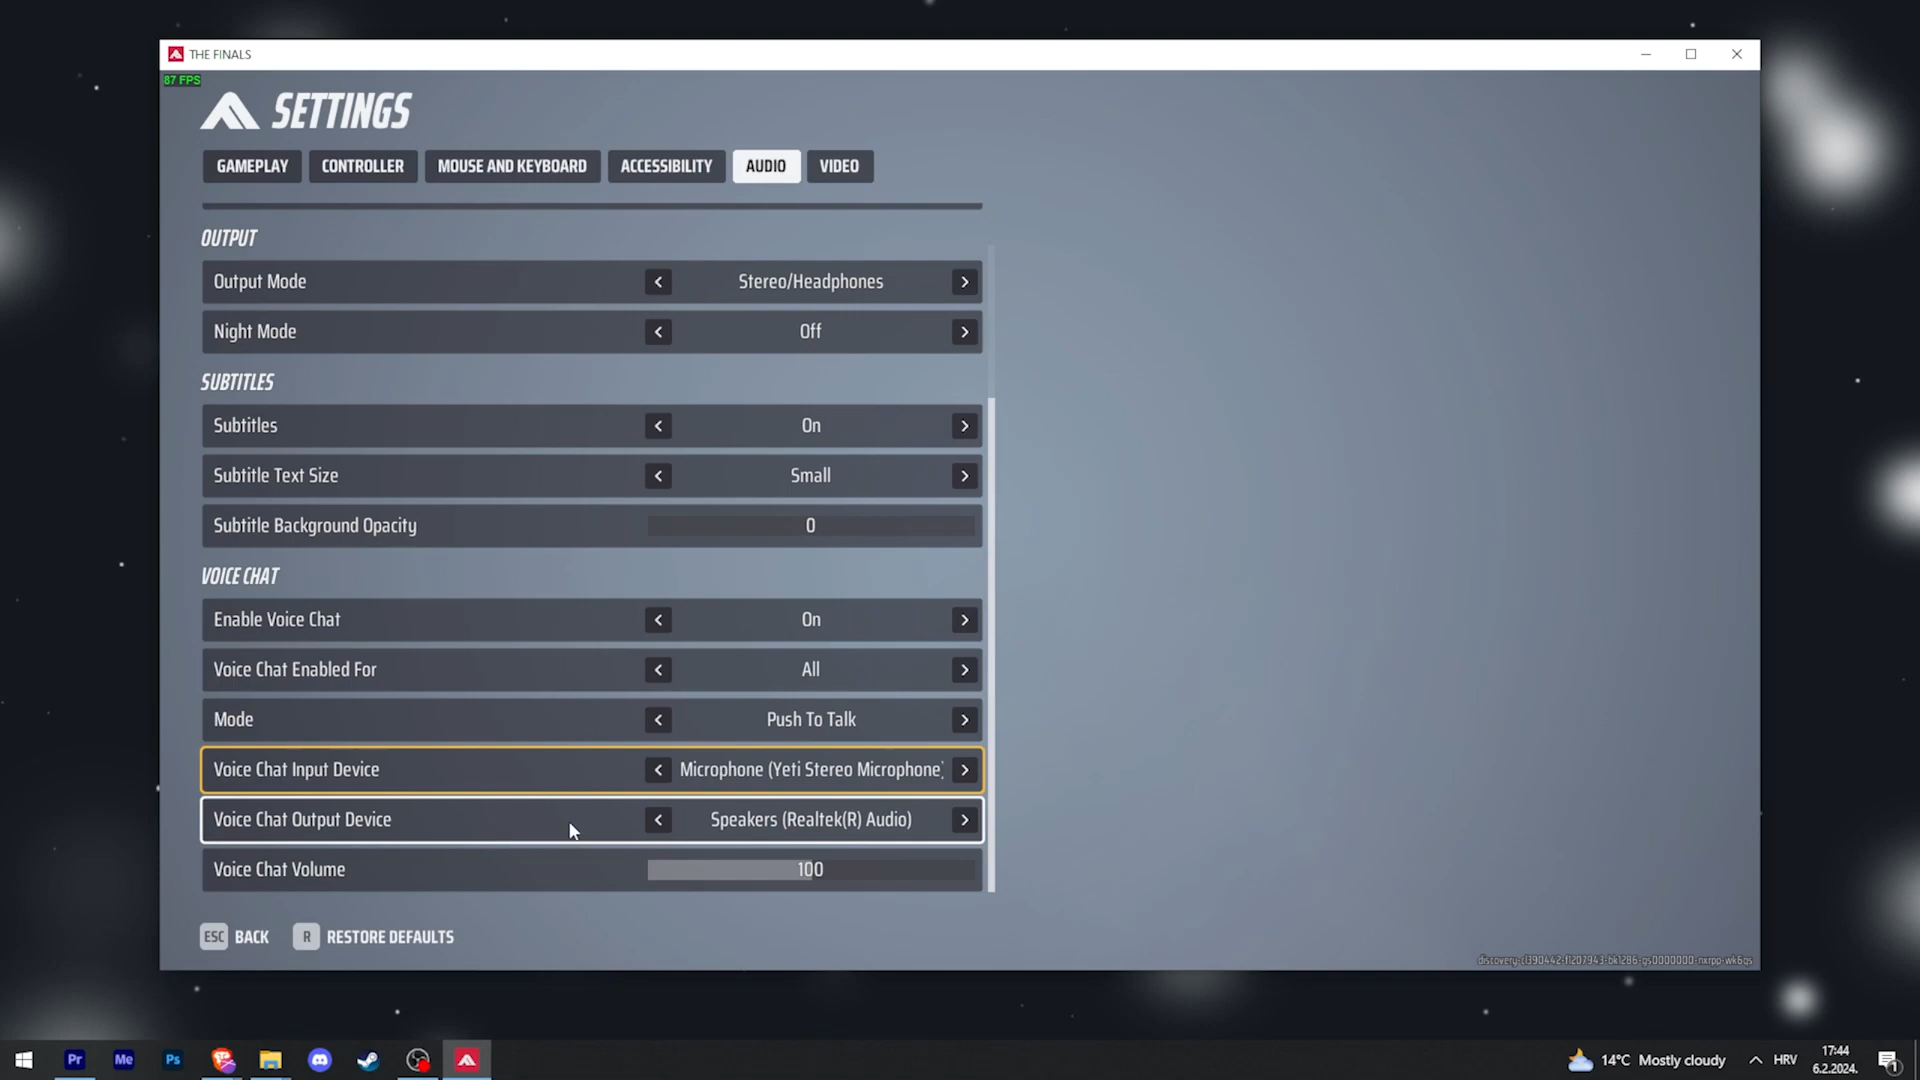 THE FINALS
87 FPS
SETTINGS
GAMEPLAY CONTROLLER MOUSE AND KEYBOARD ACCESSIBILITY AUDIO VIDEO
OUTPUT
Output Mode Stereo/Headphones
Night Mode Off
SUBTITLES
Subtitles On
Subtitle Text Size Small
Subtitle Background Opacity 0
VOICE CHAT
Enable Voice Chat On
Voice Chat Enabled For All
Mode Push To Talk
Voice Chat Input Device Microphone (Yeti Stereo Microphone)
Voice Chat Output Device Speakers (Realtek(R) Audio)
Voice Chat Volume 100
ESC BACK R RESTORE DEFAULTS
Pr Me Ps
14°C Mostly cloudy HRV
17:44
6.2.2024.
1